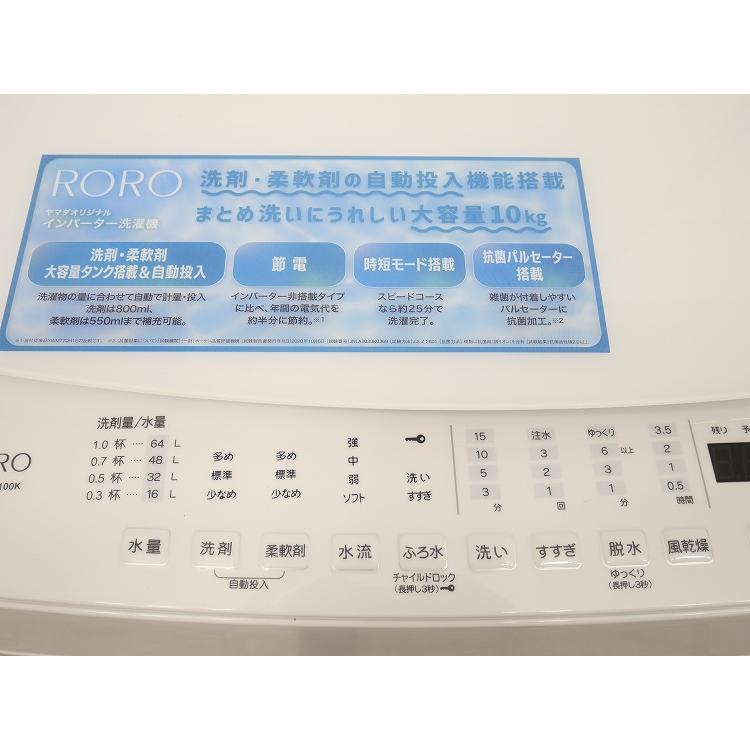 RORO
ヤマダオリジナル
インバーター洗濯機
洗剤・柔軟剤の自動投入機能搭載
まとめ洗いにうれしい大容量10kg
洗剤・柔軟剤
大容量タンク搭載&自動投入
洗濯物の量に合わせて自動で計量・投入
洗剤は800mℓ、
柔軟剤は550mℓまで補充可能。
節電
インバーター非搭載タイプ
に比べ、年間の電気代を
約半分に節約。※1
時短モード搭載
スピードコース
なら約25分で
洗濯完了。
抗菌パルセーター
搭載
雑菌が付着しやすい
パルセーターに
抗菌加工。※2
RO
100K
洗剤量/水量
1.0 杯 ···· 64 L
0.7 杯 ···· 48 L
0.5 杯 ···· 32 L
0.3 杯 ···· 16 L
多め 多め
標準 標準
少なめ 少なめ
強
中
弱
ソフト
洗い
すすぎ
15
10
5
3
分
注水
3
2
1
回
ゆっくり
6 以上
3
1
分
3.5
2
1
0.5
時間
残り 予
水量 洗剤 柔軟剤 水流 ふろ水 洗い すすぎ 脱水 風乾燥
自動投入
チャイルドロック
(長押し3秒)
ゆっくり
(長押し3秒)